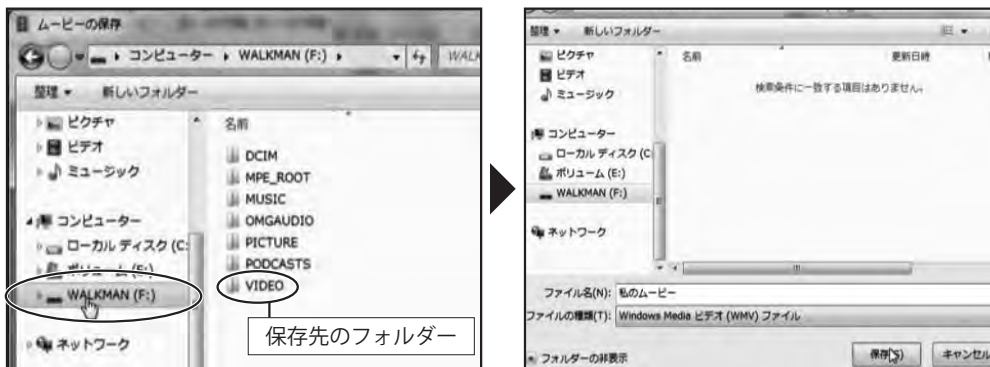 ムービーの保存
コンピューター ▸ WALKMAN (F:) ▸
整理 ▼ 新しいフォルダー
ピクチャ
ビデオ
ミュージック
コンピューター
ローカル ディスク (C:
ボリューム (E:)
WALKMAN (F:)
ネットワーク
名前
DCIM
MPE_ROOT
MUSIC
OMGAUDIO
PICTURE
PODCASTS
VIDEO
保存先のフォルダー
整理 ▼ 新しいフォルダー
ピクチャ
ビデオ
ミュージック
コンピューター
ローカル ディスク (C
ボリューム (E:)
WALKMAN (F:)
ネットワーク
名前 更新日時
検索条件に一致する項目はありません。
ファイル名(N): 私のムービー
ファイルの種類(T): Windows Media ビデオ (WMV) ファイル
フォルダーの非表示
保存(S) キャンセル